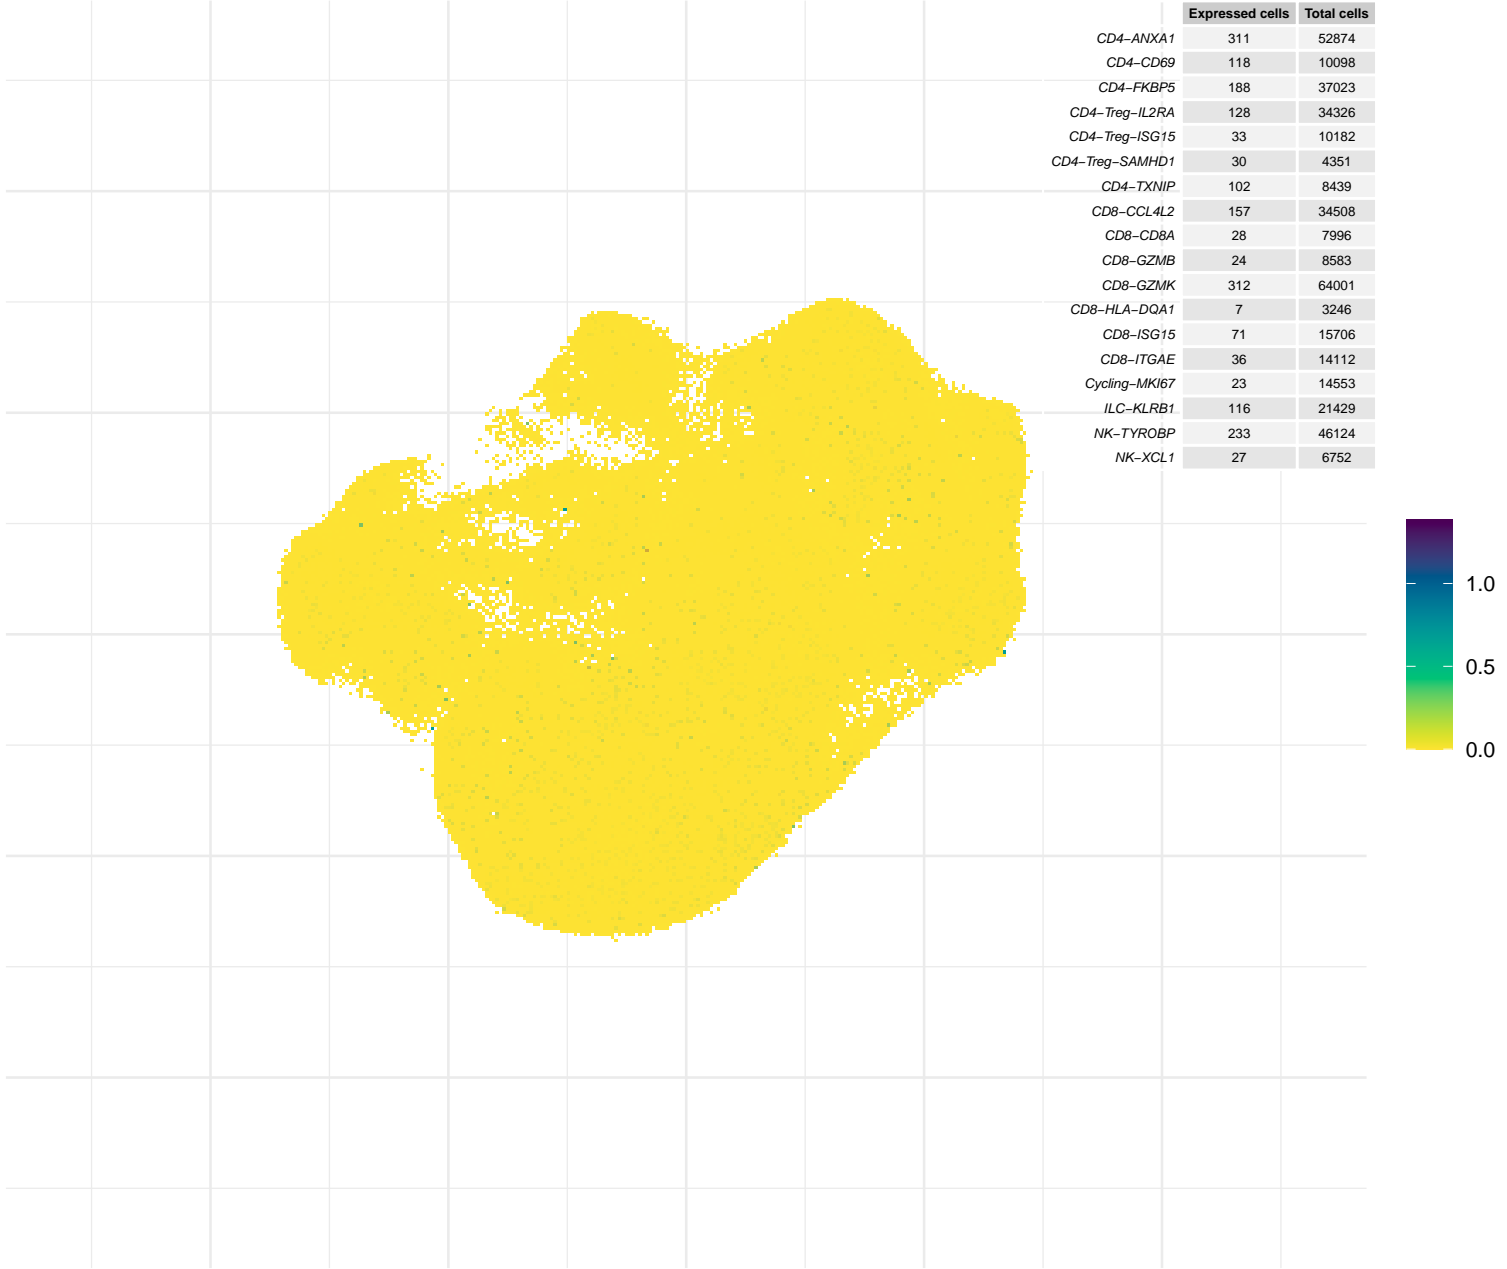 Expressed cells Total cells
CD4−ANXA1 311 52874
CD4−CD69 118 10098
CD4−FKBP5 188 37023
CD4−Treg−IL2RA 128 34326
CD4−Treg−ISG15 33 10182
CD4−Treg−SAMHD1 30 4351
CD4−TXNIP 102 8439
CD8−CCL4L2 157 34508
CD8−CD8A 28 7996
CD8−GZMB 24 8583
CD8−GZMK 312 64001
CD8−HLA−DQA1 7 3246
CD8−ISG15 71 15706
CD8−ITGAE 36 14112
Cycling−MKI67 23 14553
ILC−KLRB1 116 21429
NK−TYROBP 233 46124
NK−XCL1 27 6752
1.0
0.5
0.0